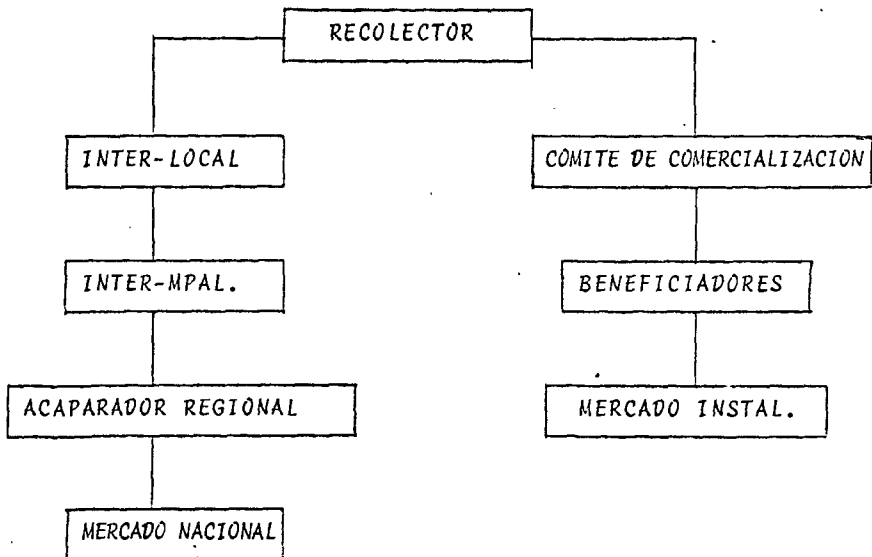 RECOLECTOR
INTER-LOCAL
COMITE DE COMERCIALIZACION
INTER-MPAL.
BENEFICIADORES
ACAPARADOR REGIONAL
MERCADO INSTAL.
MERCADO NACIONAL